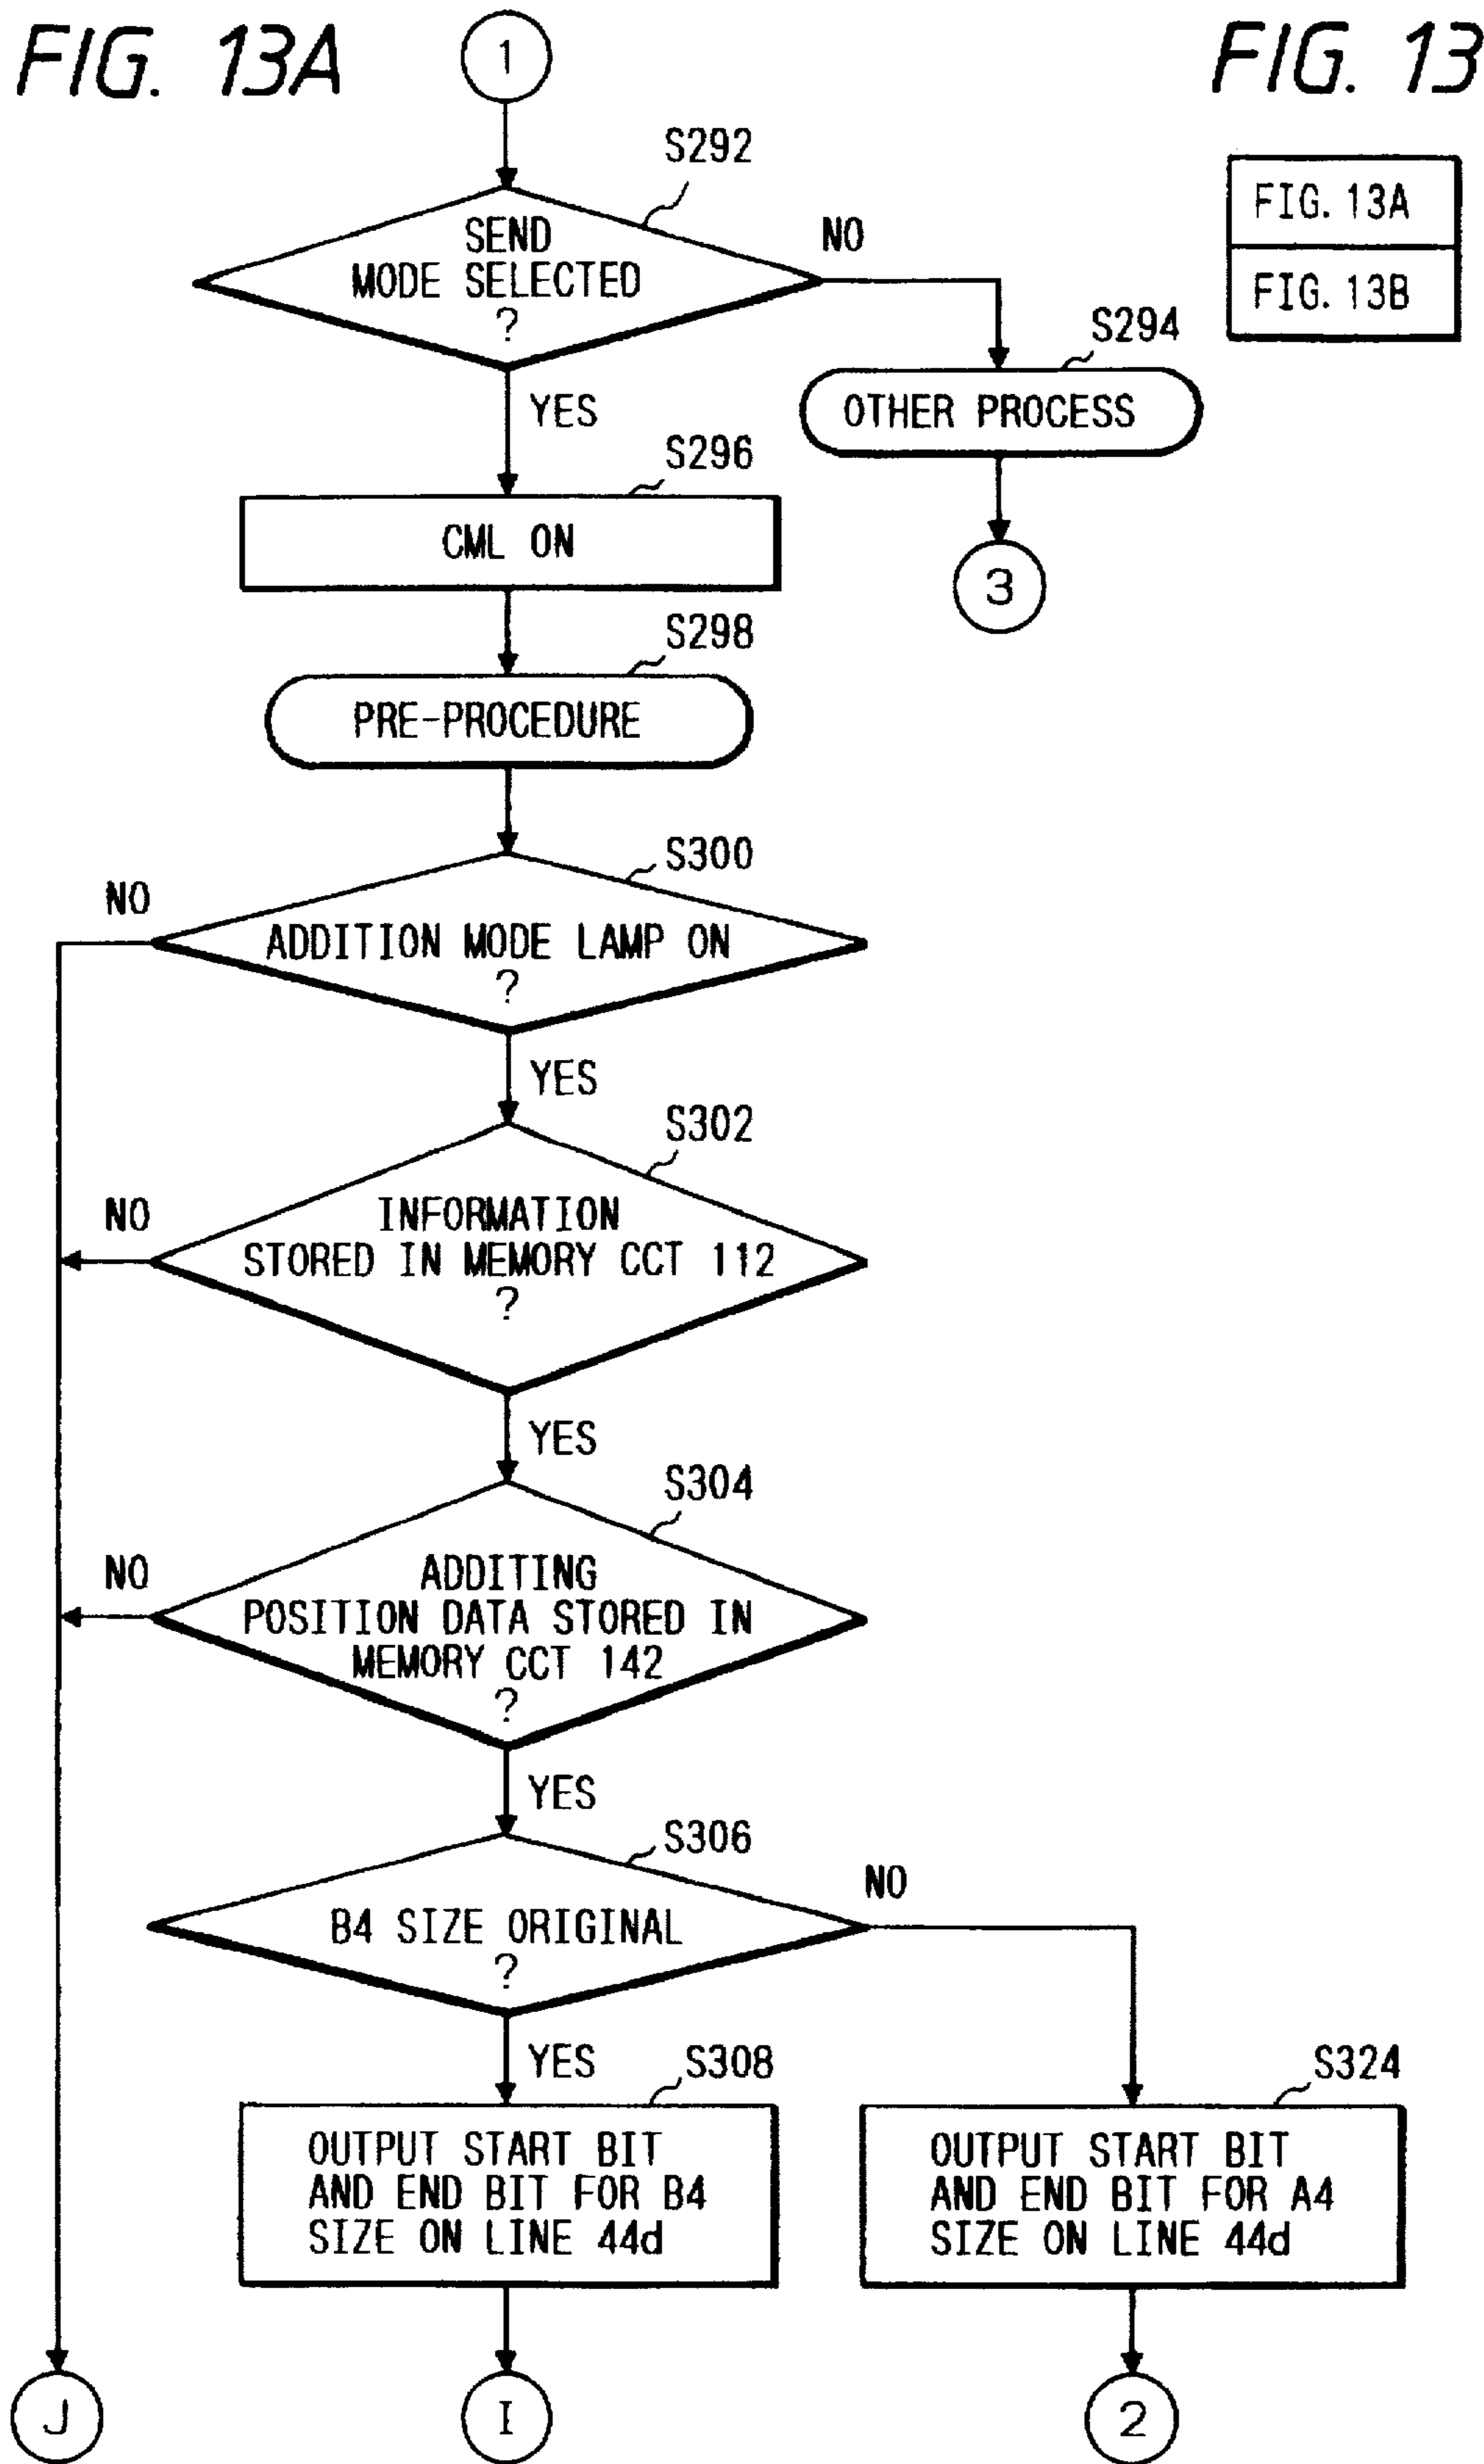 FIG. 13A
1
FIG. 13
FIG. 13A
FIG. 13B
S292
SEND
MODE SELECTED
?
NO
YES
S294
OTHER PROCESS
3
S296
CML ON
S298
PRE-PROCEDURE
S300
NO
ADDITION MODE LAMP ON
?
YES
S302
NO
INFORMATION
STORED IN MEMORY CCT 112
?
YES
S304
NO
ADDITING
POSITION DATA STORED IN
MEMORY CCT 142
?
YES
S306
NO
B4 SIZE ORIGINAL
?
YES
S308
OUTPUT START BIT
AND END BIT FOR B4
SIZE ON LINE 44d
S324
OUTPUT START BIT
AND END BIT FOR A4
SIZE ON LINE 44d
J
I
2